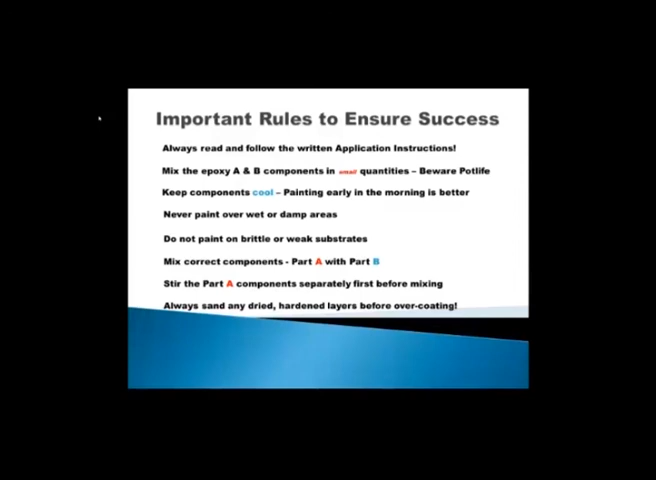 Important Rules to Ensure Success
Always read and follow the written Application Instructions!
Mix the epoxy A & B components in small quantities – Beware Potlife
Keep components cool – Painting early in the morning is better
Never paint over wet or damp areas
Do not paint on brittle or weak substrates
Mix correct components - Part A with Part B
Stir the Part A components separately first before mixing
Always sand any dried, hardened layers before over-coating!